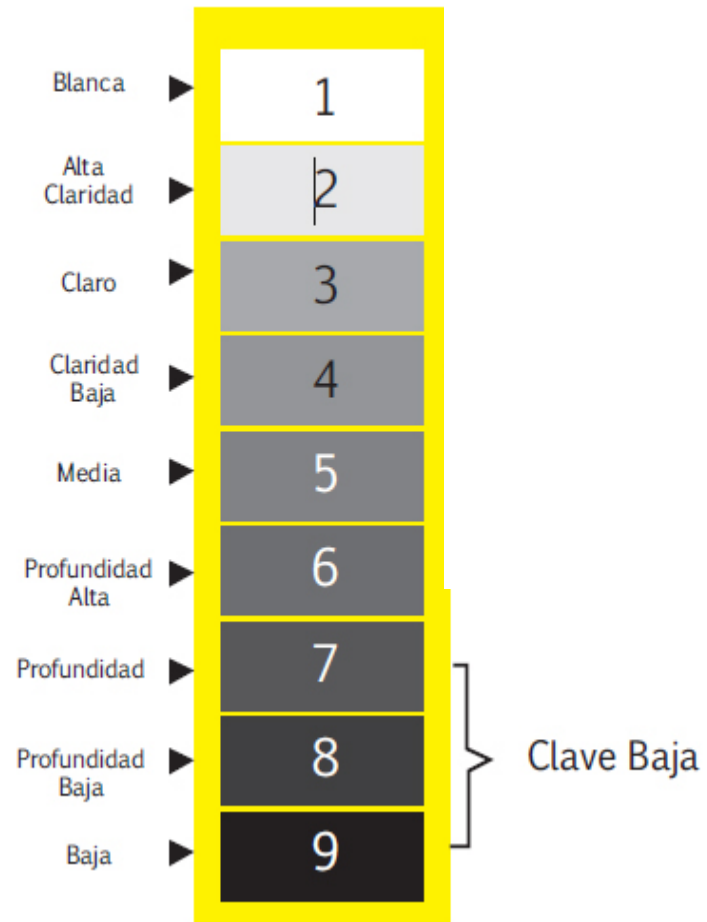 Blanca
1
Alta
Claridad
2
Claro
3
Claridad
Baja
4
Media
5
Profundidad
Alta
6
Profundidad
7
Profundidad
Baja
8
Baja
9
Clave Baja